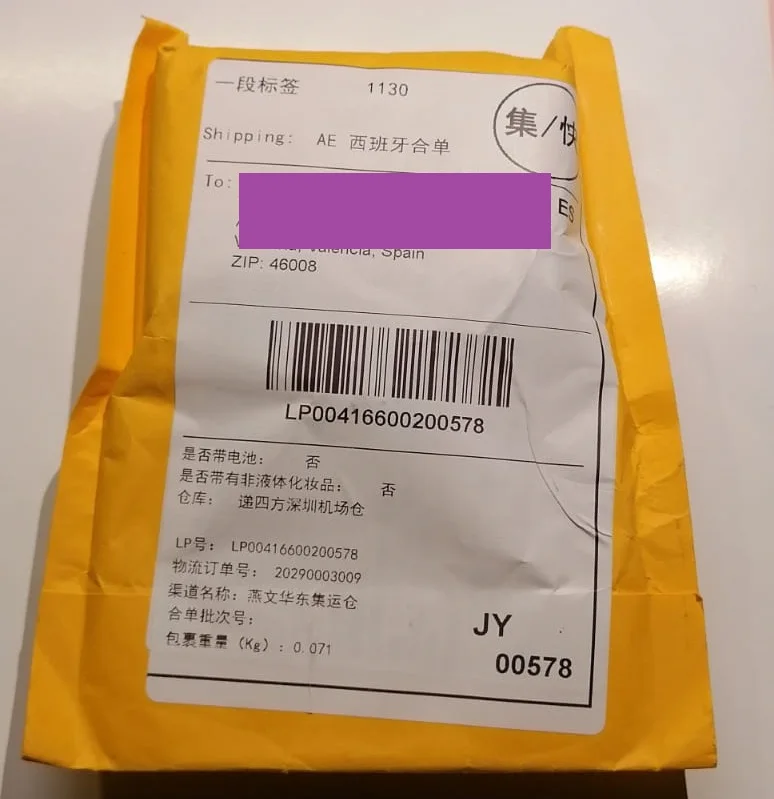 一段标签 1130
集/快
Shipping: AE 西班牙合单
To:
ES
Valencia, Spain
ZIP: 46008
LP00416600200578
是否带电池: 否
是否带有非液体化妆品: 否
仓库: 递四方深圳机场仓
LP号: LP00416600200578
物流订单号: 20290003009
渠道名称: 燕文华东集运仓
合单批次号:
包裹重量 (Kg) : 0.071
JY
00578